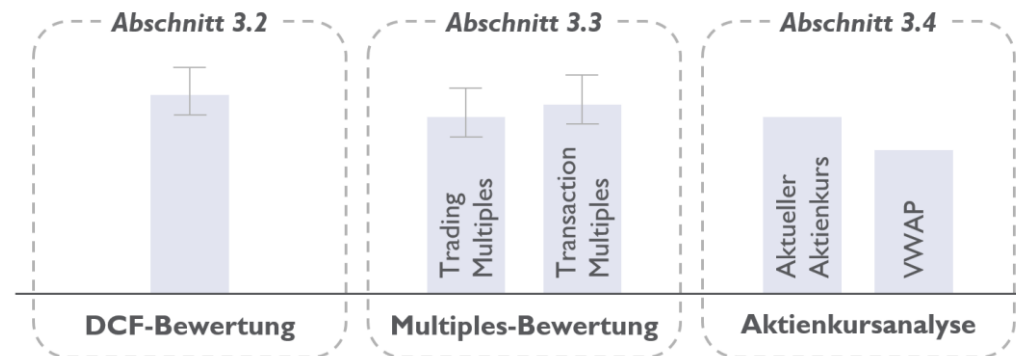 Abschnitt 3.2
Abschnitt 3.3
Abschnitt 3.4
Trading
Multiples
Transaction
Multiples
Aktueller
Aktienkurs
VWAP
DCF-Bewertung
Multiples-Bewertung
Aktienkursanalyse